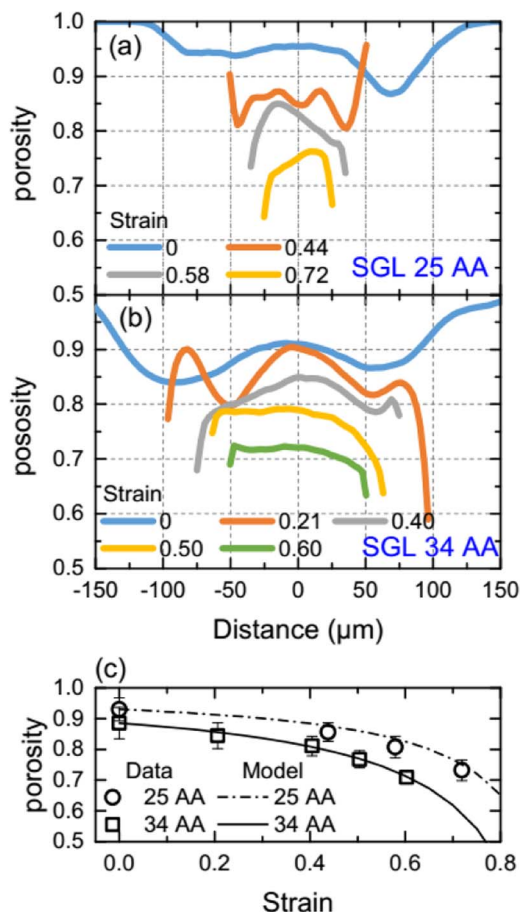 (a)
1.0
0.9
0.8
0.7
0.6
0.5
porosity
Strain
0 0.44
0.58 0.72
SGL 25 AA
(b)
0.9
0.8
0.7
0.6
0.5
pososity
Strain
0 0.21 0.40
0.50 0.60
SGL 34 AA
-150 -100 -50 0 50 100 150
Distance (µm)
(c)
1.0
0.9
0.8
0.7
0.6
0.5
porosity
Data Model
25 AA 25 AA
34 AA 34 AA
0.0 0.2 0.4 0.6 0.8
Strain